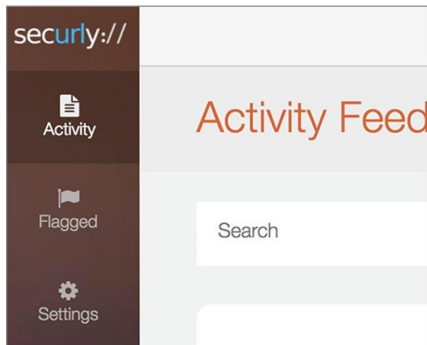 securly://
Activity
Flagged
Settings
Activity Feed
Search